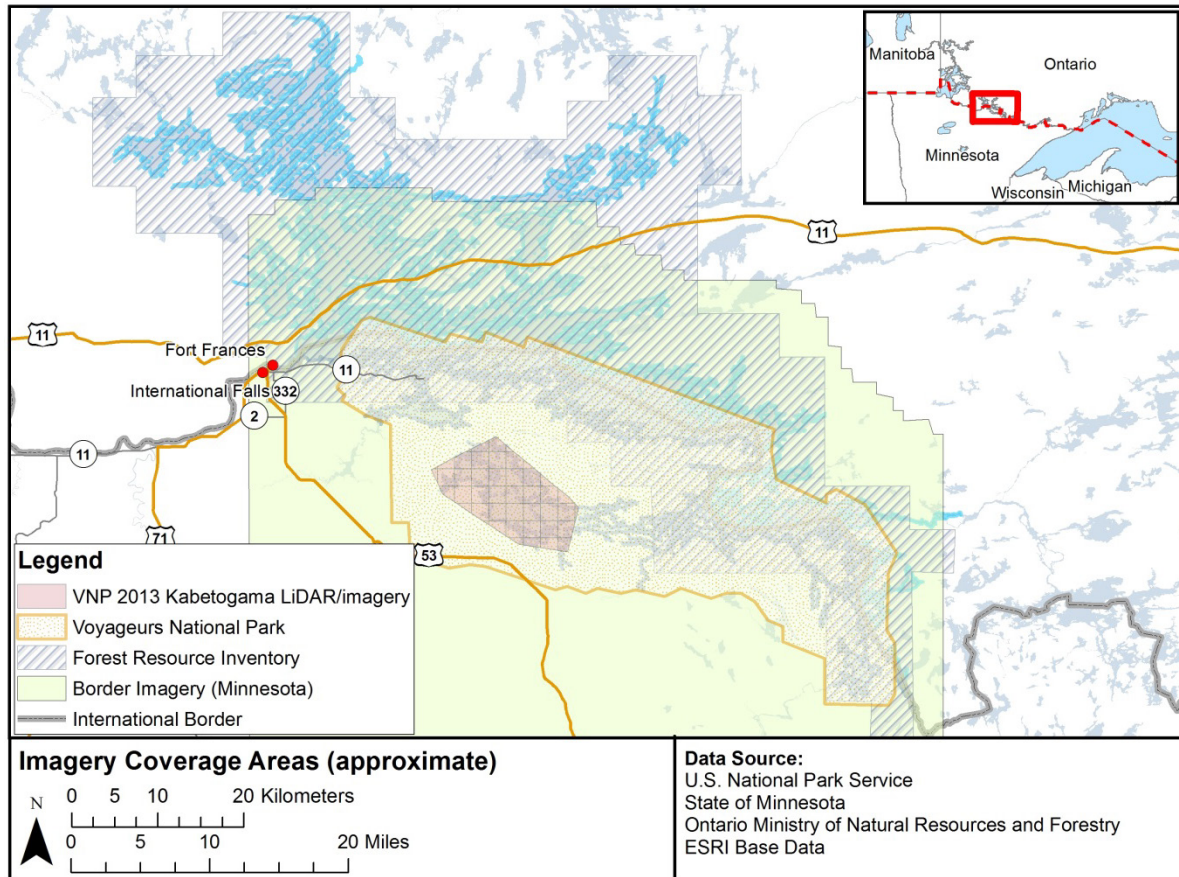 Manitoba
Ontario
Minnesota
Wisconsin
Michigan
11
11
Fort Frances
11
International Falls
332
2
11
71
53
Legend
VNP 2013 Kabetogama LiDAR/imagery
Voyageurs National Park
Forest Resource Inventory
Border Imagery (Minnesota)
International Border
Imagery Coverage Areas (approximate)
N
0 5 10 20 Kilometers
0 5 10 20 Miles
Data Source:
U.S. National Park Service
State of Minnesota
Ontario Ministry of Natural Resources and Forestry
ESRI Base Data